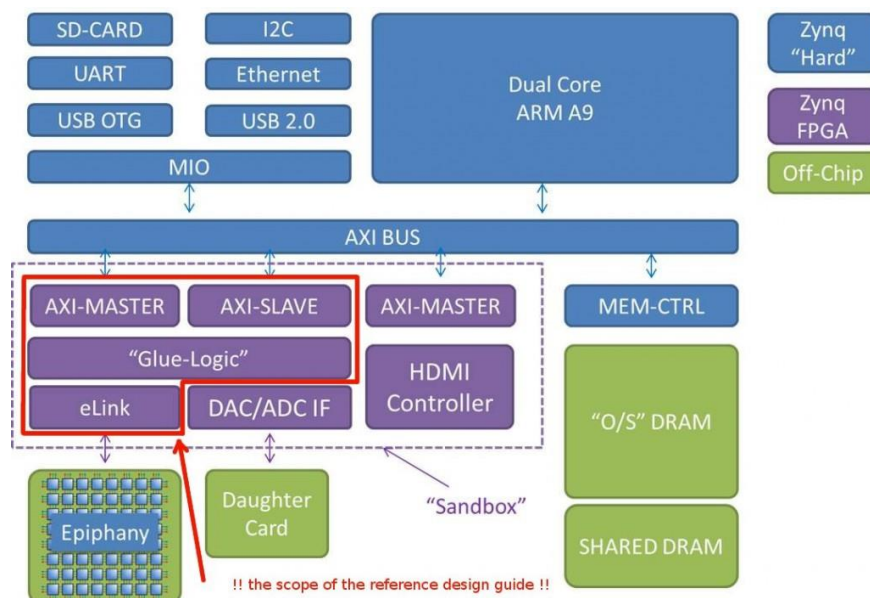 SD-CARD
I2C
UART
Ethernet
USB OTG
USB 2.0
MIO
Dual Core
ARM A9
Zynq
“Hard”
Zynq
FPGA
Off-Chip
AXI BUS
AXI-MASTER
AXI-SLAVE
AXI-MASTER
MEM-CTRL
“Glue-Logic”
HDMI
Controller
eLink
DAC/ADC IF
“O/S” DRAM
Epiphany
Daughter
Card
“Sandbox”
SHARED DRAM
!! the scope of the reference design guide !!